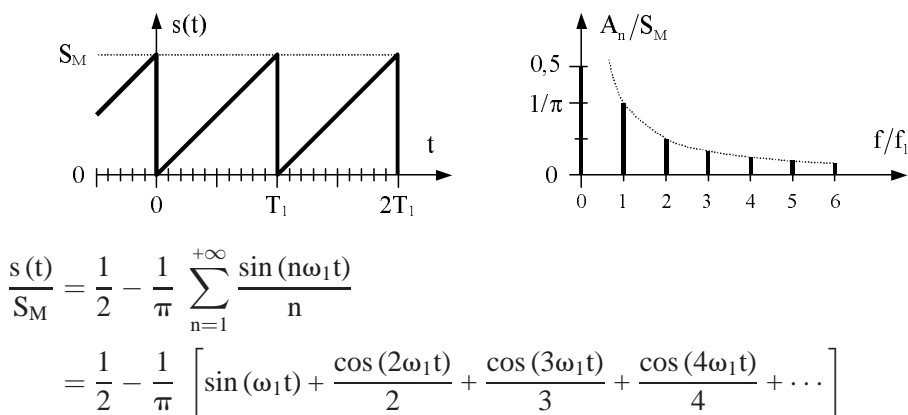 s(t)
S_M
t
0
0 T_1 2T_1
A_n/S_M
0,5
1/π
f/f_1
0
0 1 2 3 4 5 6
s (t)/S_M = 1/2 − 1/π ∑_{n=1}^{+∞} sin (nω_1t)/n
= 1/2 − 1/π [sin (ω_1t) + cos (2ω_1t)/2 + cos (3ω_1t)/3 + cos (4ω_1t)/4 + ⋯]